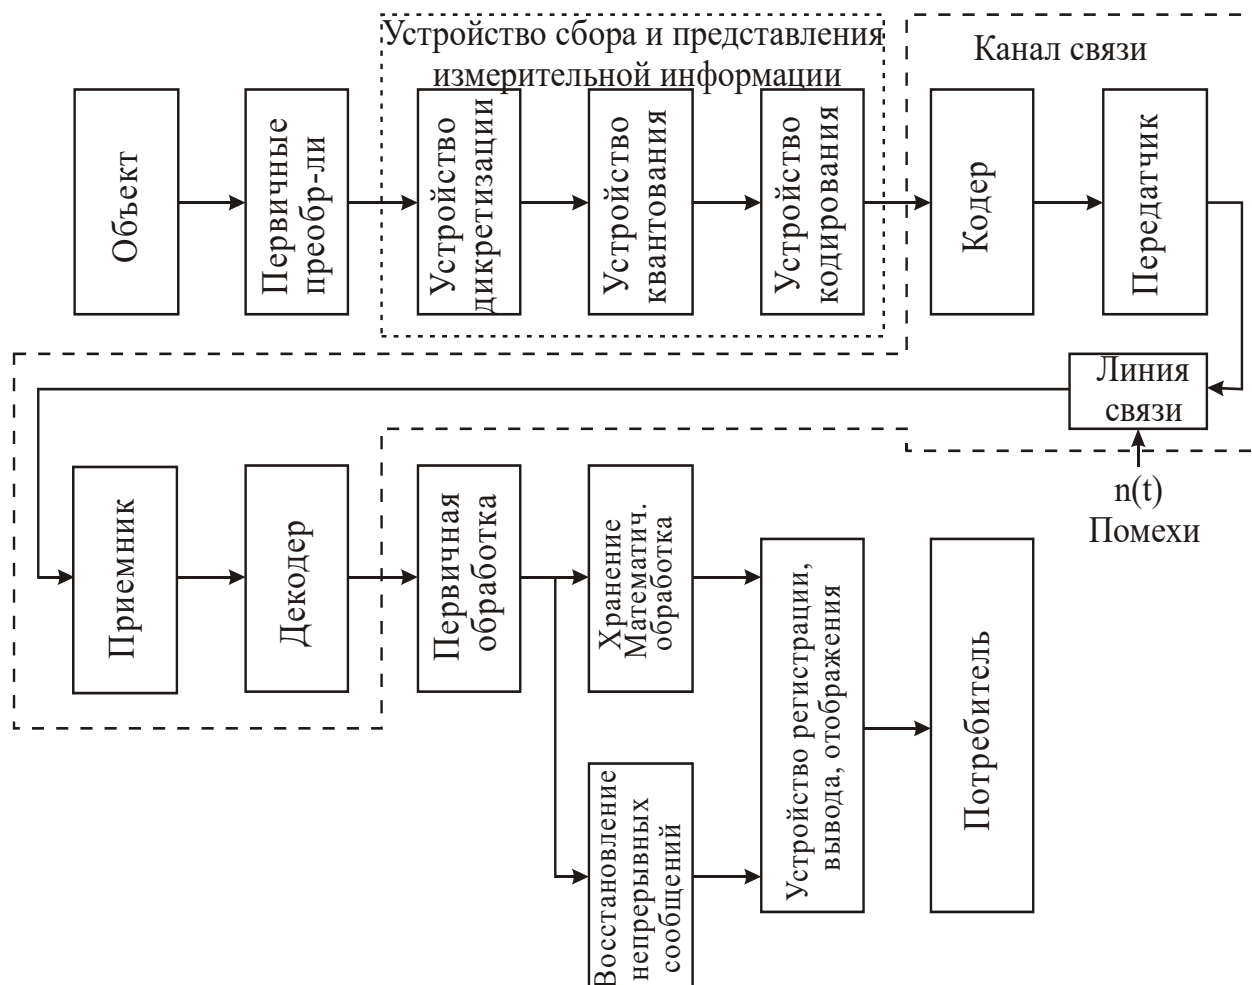 Устройство сбора и представления
измерительной информации
Канал связи
Объект
Первичные
преобр-ли
Устройство
дикретизации
Устройство
квантования
Устройство
кодирования
Кодер
Передатчик
Линия
связи
n(t)
Помехи
Приемник
Декодер
Первичная
обработка
Хранение
Математич.
обработка
Восстановление
непрерывных
сообщений
Устройство регистрации,
вывода, отображения
Потребитель